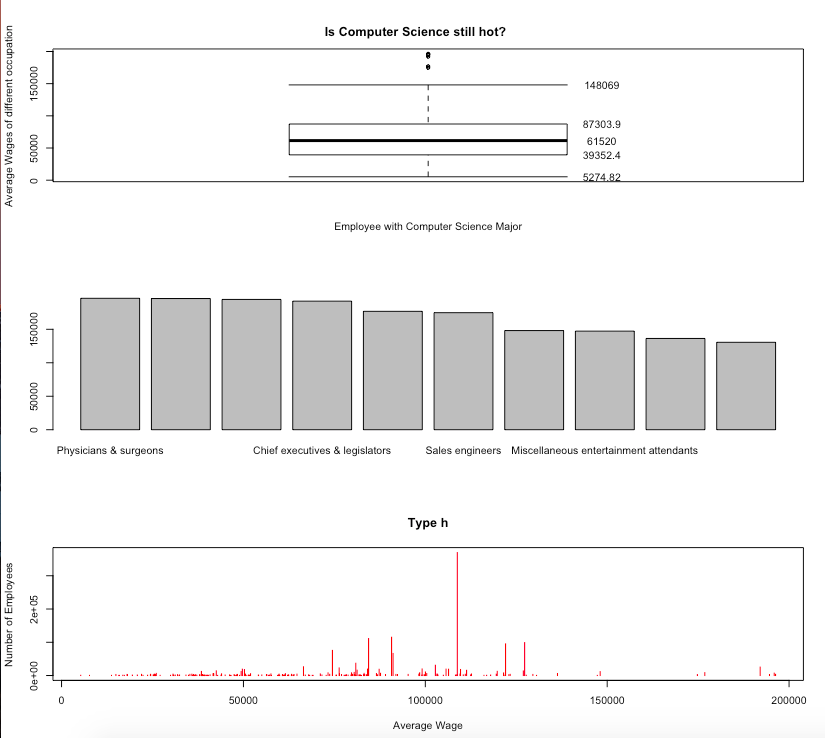 Is Computer Science still hot?
Average Wages of different occupation
150000
50000
0
148069
87303.9
61520
39352.4
5274.82
Employee with Computer Science Major
150000
50000
0
Physicians & surgeons
Chief executives & legislators
Sales engineers
Miscellaneous entertainment attendants
Type h
Number of Employees
2e+05
0e+00
0
50000
100000
150000
200000
Average Wage